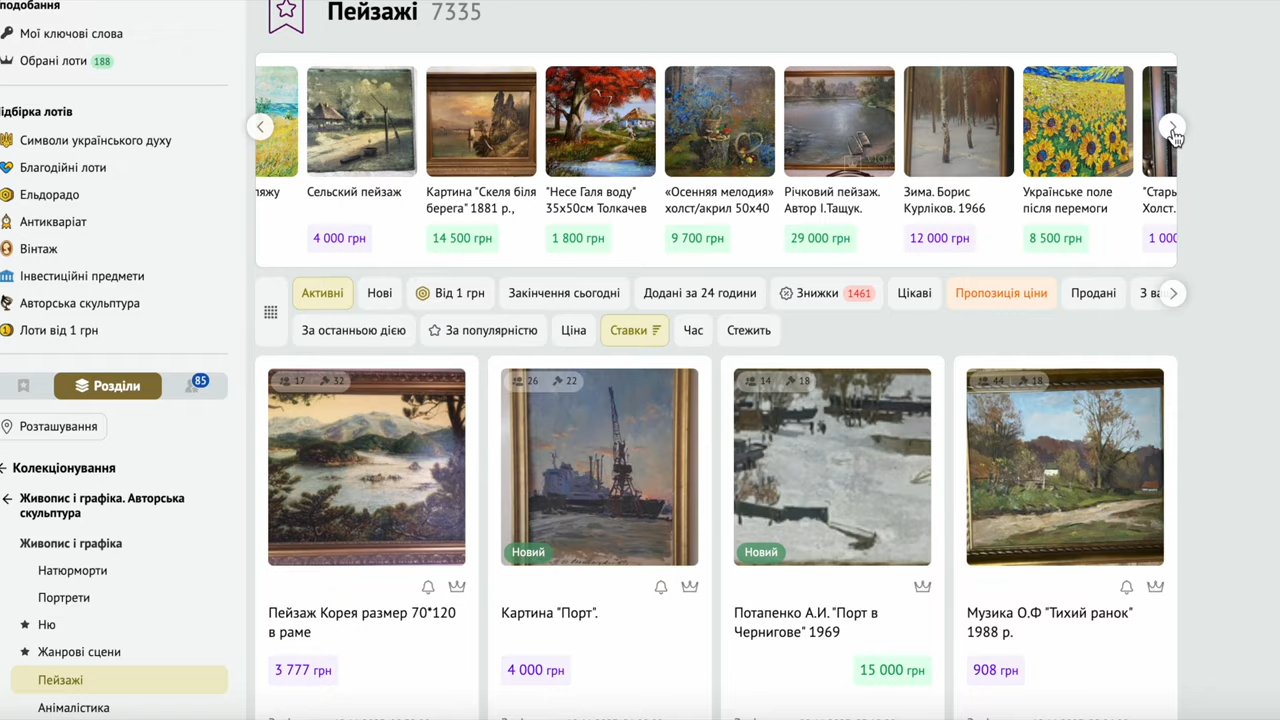 подобання
Мої ключові слова
Обрані лоти 188
ідбірка лотів
Символи українського духу
Благодійні лоти
Ельдорадо
Антикваріат
Вінтаж
Інвестиційні предмети
Авторська скульптура
Лоти від 1 грн
Розділи
85
Розташування
Колекціонування
Живопис і графіка. Авторська
скульптура
Живопис і графіка
Натюрморти
Портрети
Ню
Жанрові сцени
Пейзажі
Анімалістика
Пейзажі 7335
ляжу
Сельский пейзаж
4 000 грн
Картина "Скеля біля
берега" 1881 р.,
14 500 грн
"Несе Галя воду"
35х50см Толкачев
1 800 грн
«Осенняя мелодия»
холст/акрил 50х40
9 700 грн
Річковий пейзаж.
Автор І.Тащук.
29 000 грн
Зима. Борис
Курліков. 1966
12 000 грн
Українське поле
після перемоги
8 500 грн
"Старь
Холст.
1 000
Активні
Нові
Від 1 грн
Закінчення сьогодні
Додані за 24 години
Знижки 1461
Цікаві
Пропозиція ціни
Продані
За останньою дією
За популярністю
Ціна
Ставки
Час
Стежить
17 32
Пейзаж Корея размер 70*120
в раме
3 777 грн
26 22
Новий
Картина "Порт".
4 000 грн
14 18
Новий
Потапенко А.И. "Порт в
Чернигове" 1969
15 000 грн
44 18
Музика О.Ф "Тихий ранок"
1988 р.
908 грн